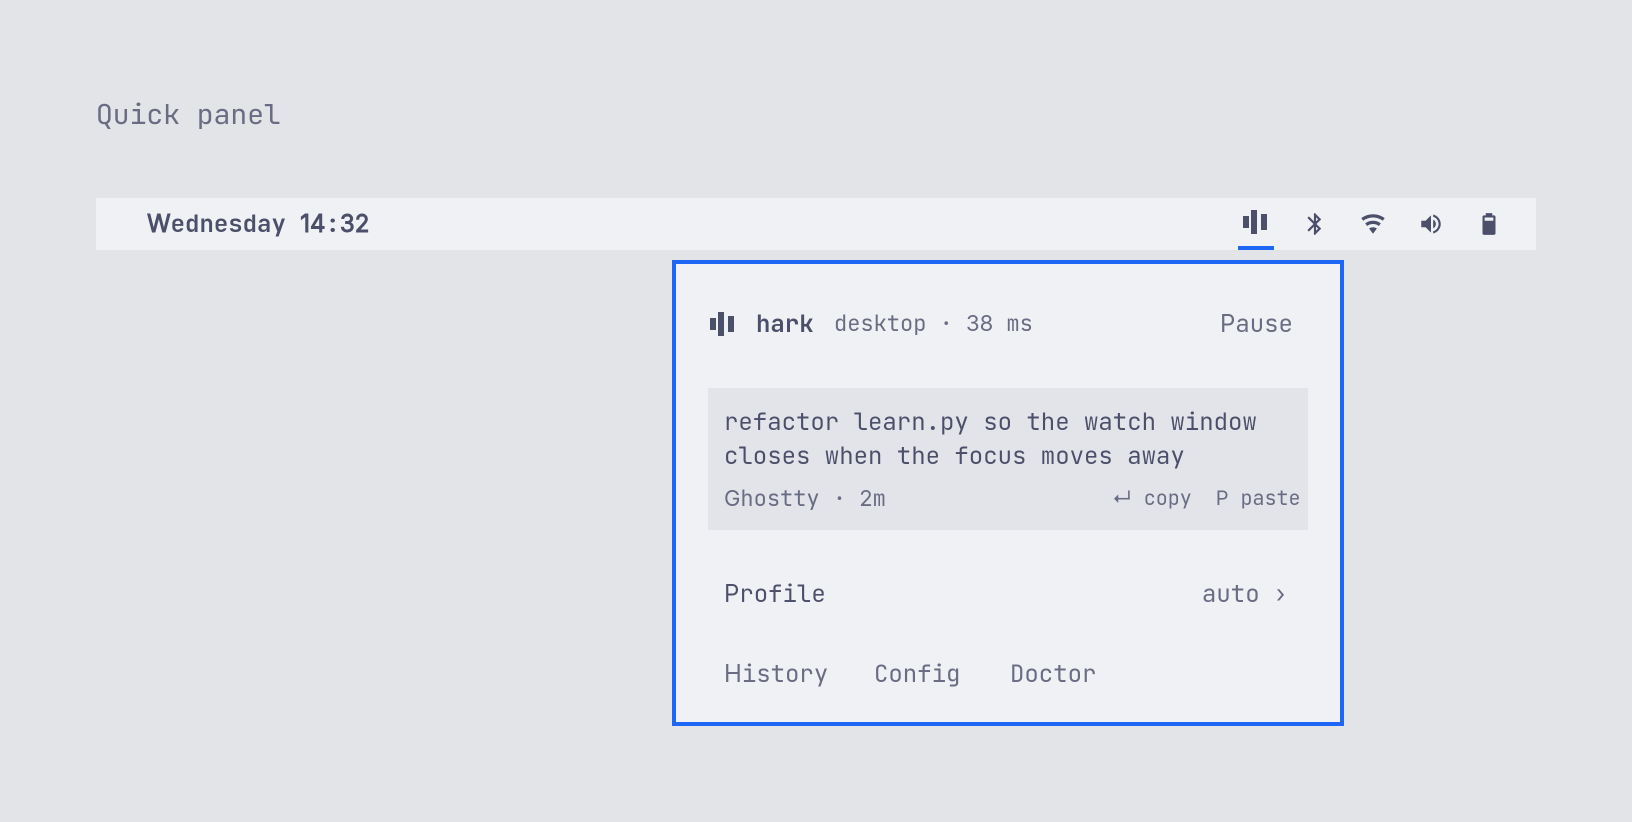 Quick panel
Wednesday 14:32
hark desktop · 38 ms Pause
refactor learn.py so the watch window
closes when the focus moves away
Ghostty · 2m ↵ copy P paste
Profile auto ›
History Config Doctor